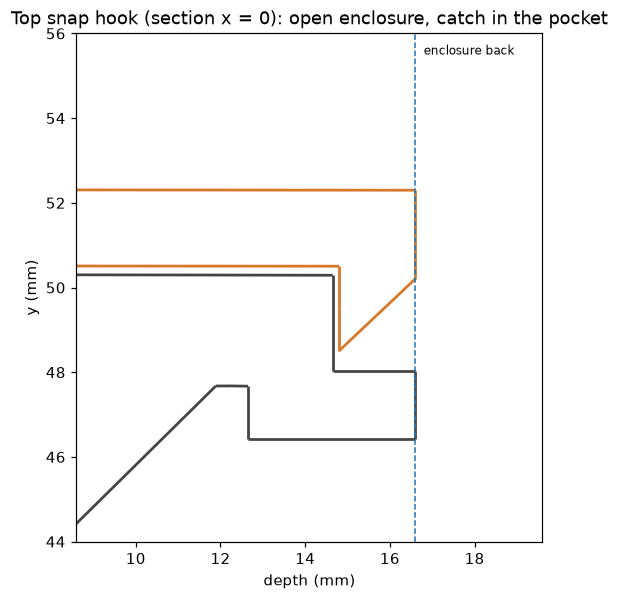 Top snap hook (section x = 0): open enclosure, catch in the pocket
56
enclosure back
54
52
50
48
46
44
y (mm)
10 12 14 16 18
depth (mm)